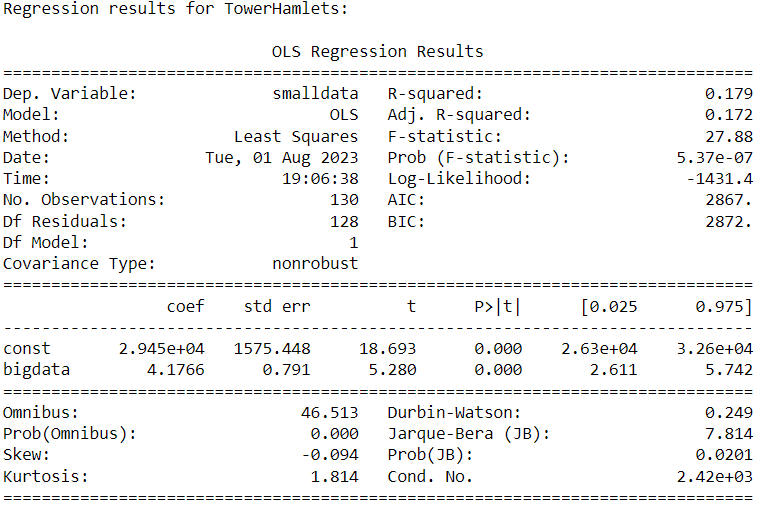 Regression results for TowerHamlets:
OLS Regression Results
==============================================================================
Dep. Variable: smalldata R-squared: 0.179
Model: OLS Adj. R-squared: 0.172
Method: Least Squares F-statistic: 27.88
Date: Tue, 01 Aug 2023 Prob (F-statistic): 5.37e-07
Time: 19:06:38 Log-Likelihood: -1431.4
No. Observations: 130 AIC: 2867.
Df Residuals: 128 BIC: 2872.
Df Model: 1
Covariance Type: nonrobust
==============================================================================
coef std err t P>|t| [0.025 0.975]
------------------------------------------------------------------------------
const 2.945e+04 1575.448 18.693 0.000 2.63e+04 3.26e+04
bigdata 4.1766 0.791 5.280 0.000 2.611 5.742
==============================================================================
Omnibus: 46.513 Durbin-Watson: 0.249
Prob(Omnibus): 0.000 Jarque-Bera (JB): 7.814
Skew: -0.094 Prob(JB): 0.0201
Kurtosis: 1.814 Cond. No. 2.42e+03
==============================================================================